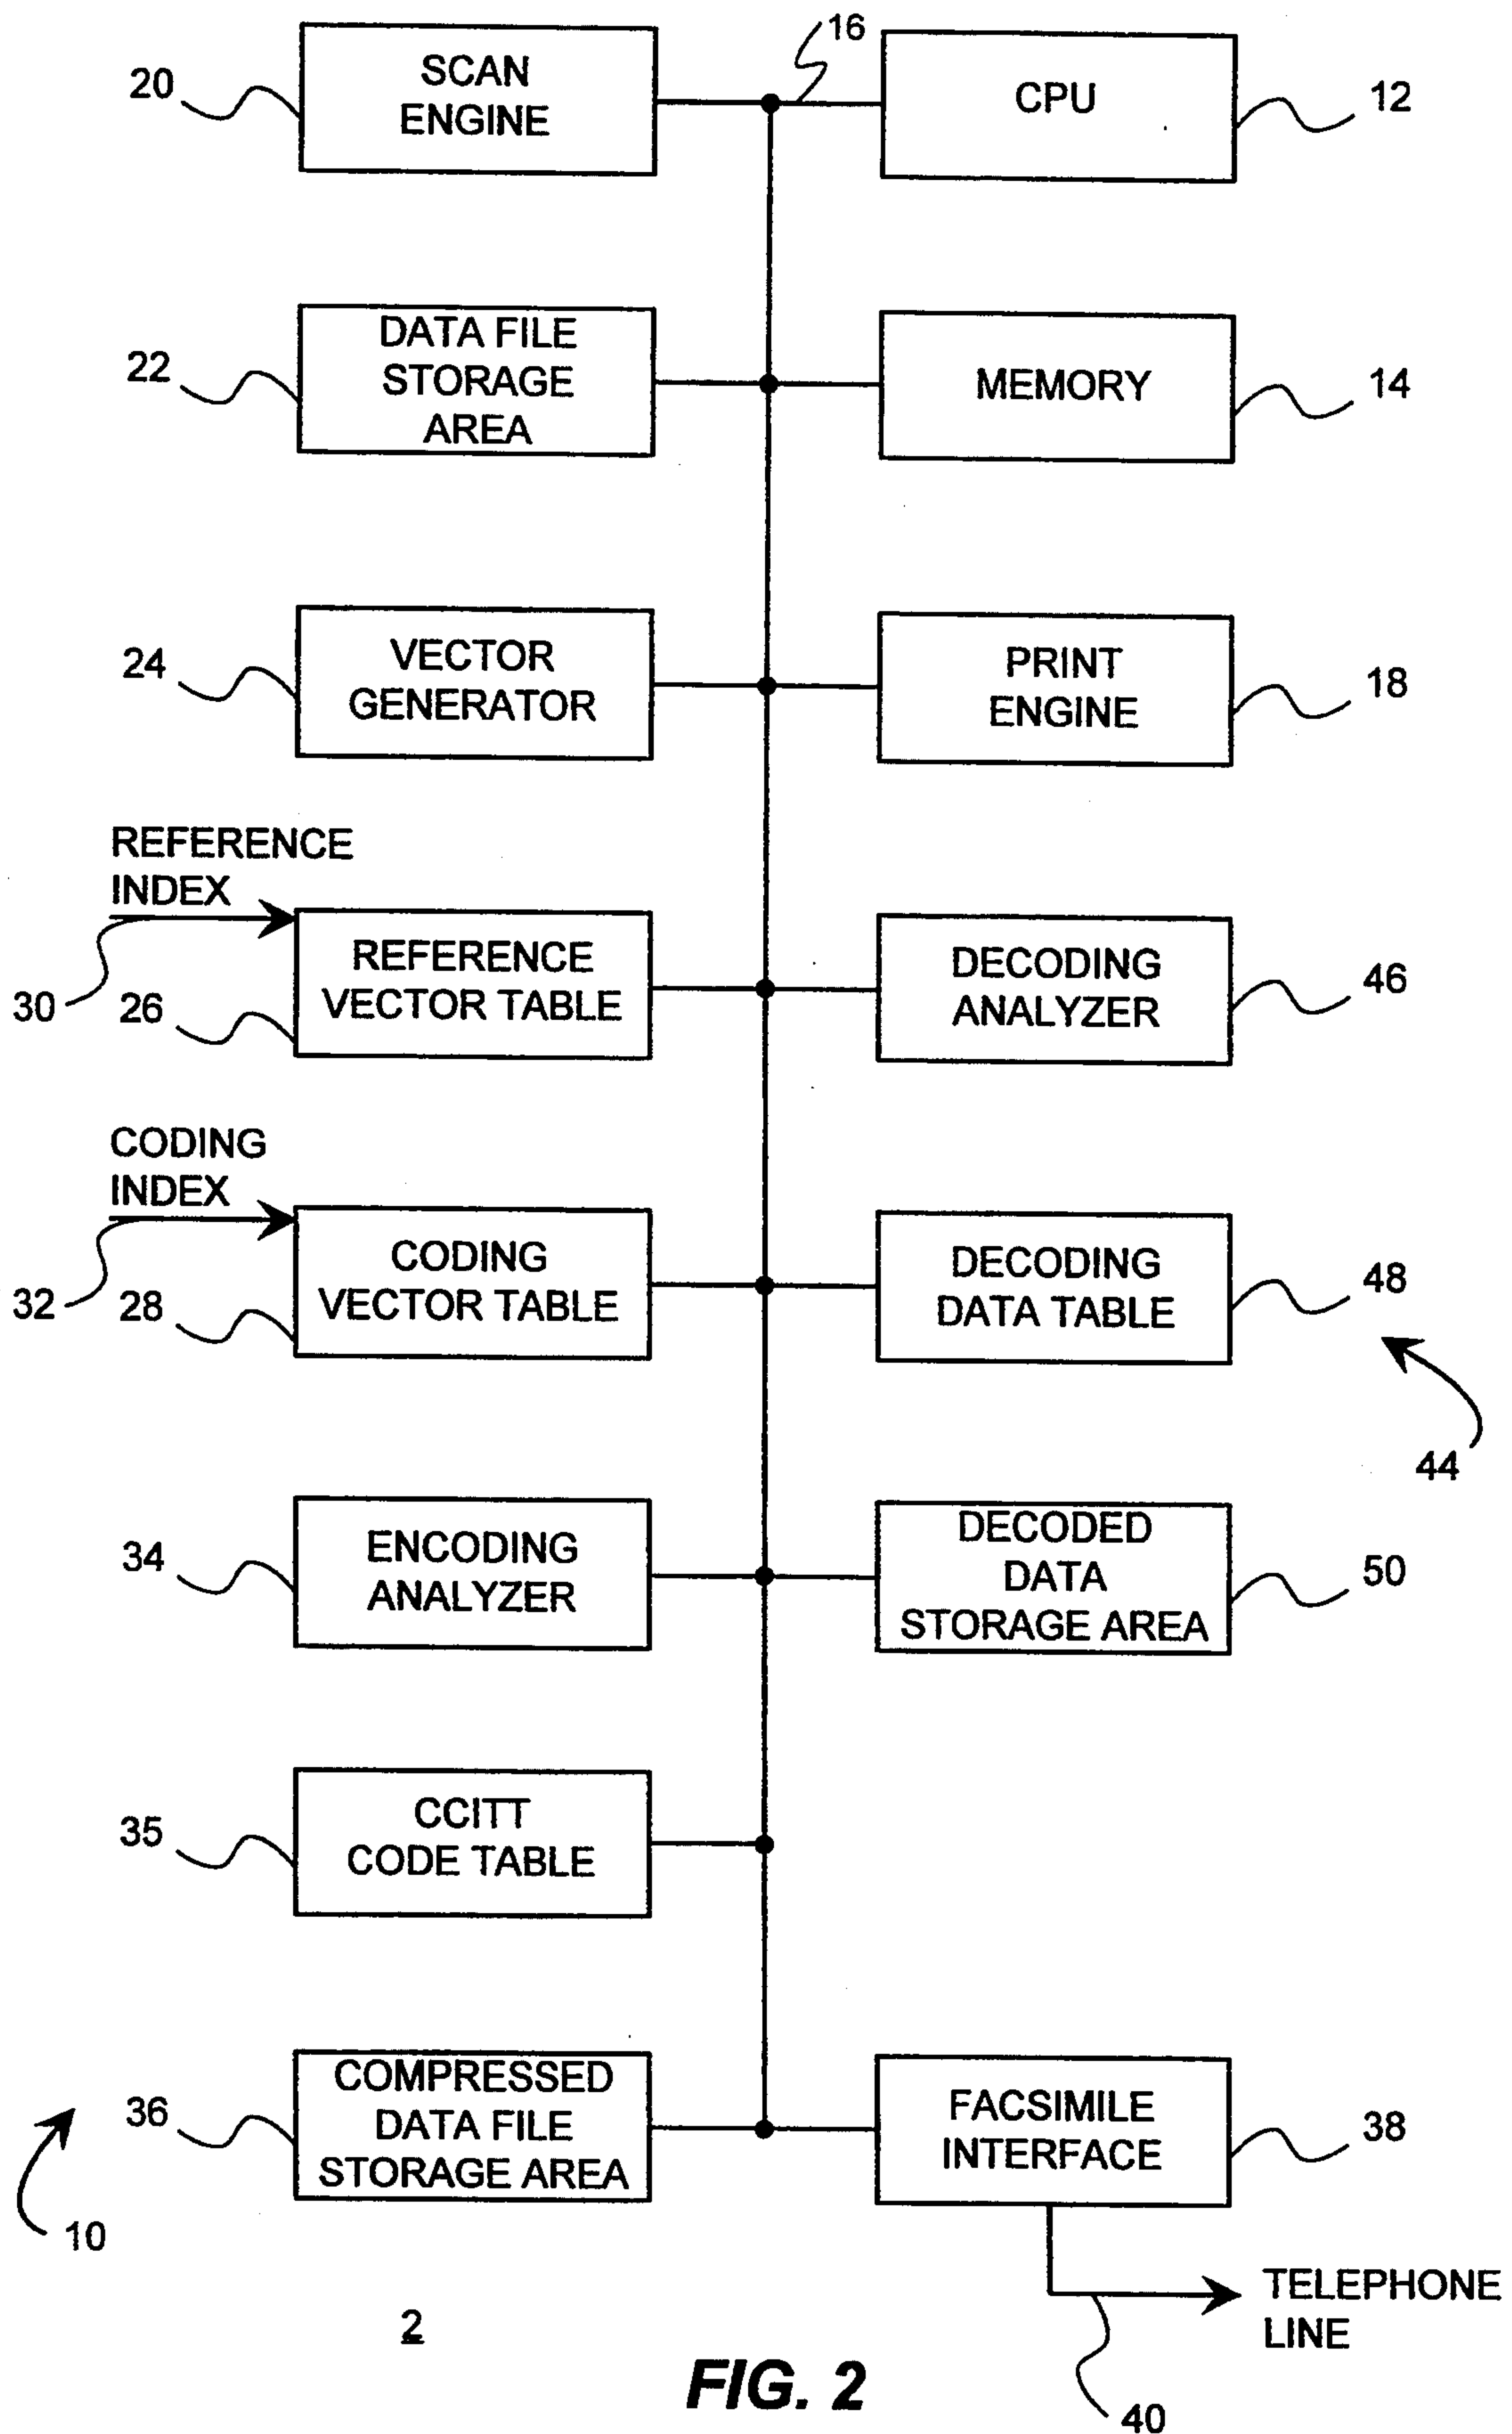 16
20
SCAN
ENGINE
CPU
12
22
DATA FILE
STORAGE
AREA
MEMORY
14
24
VECTOR
GENERATOR
PRINT
ENGINE
18
REFERENCE
INDEX
30
26
REFERENCE
VECTOR TABLE
DECODING
ANALYZER
46
CODING
INDEX
32
28
CODING
VECTOR TABLE
DECODING
DATA TABLE
48
44
34
ENCODING
ANALYZER
DECODED
DATA
STORAGE AREA
50
35
CCITT
CODE TABLE
36
COMPRESSED
DATA FILE
STORAGE AREA
FACSIMILE
INTERFACE
38
10
TELEPHONE
LINE
40
2
FIG. 2